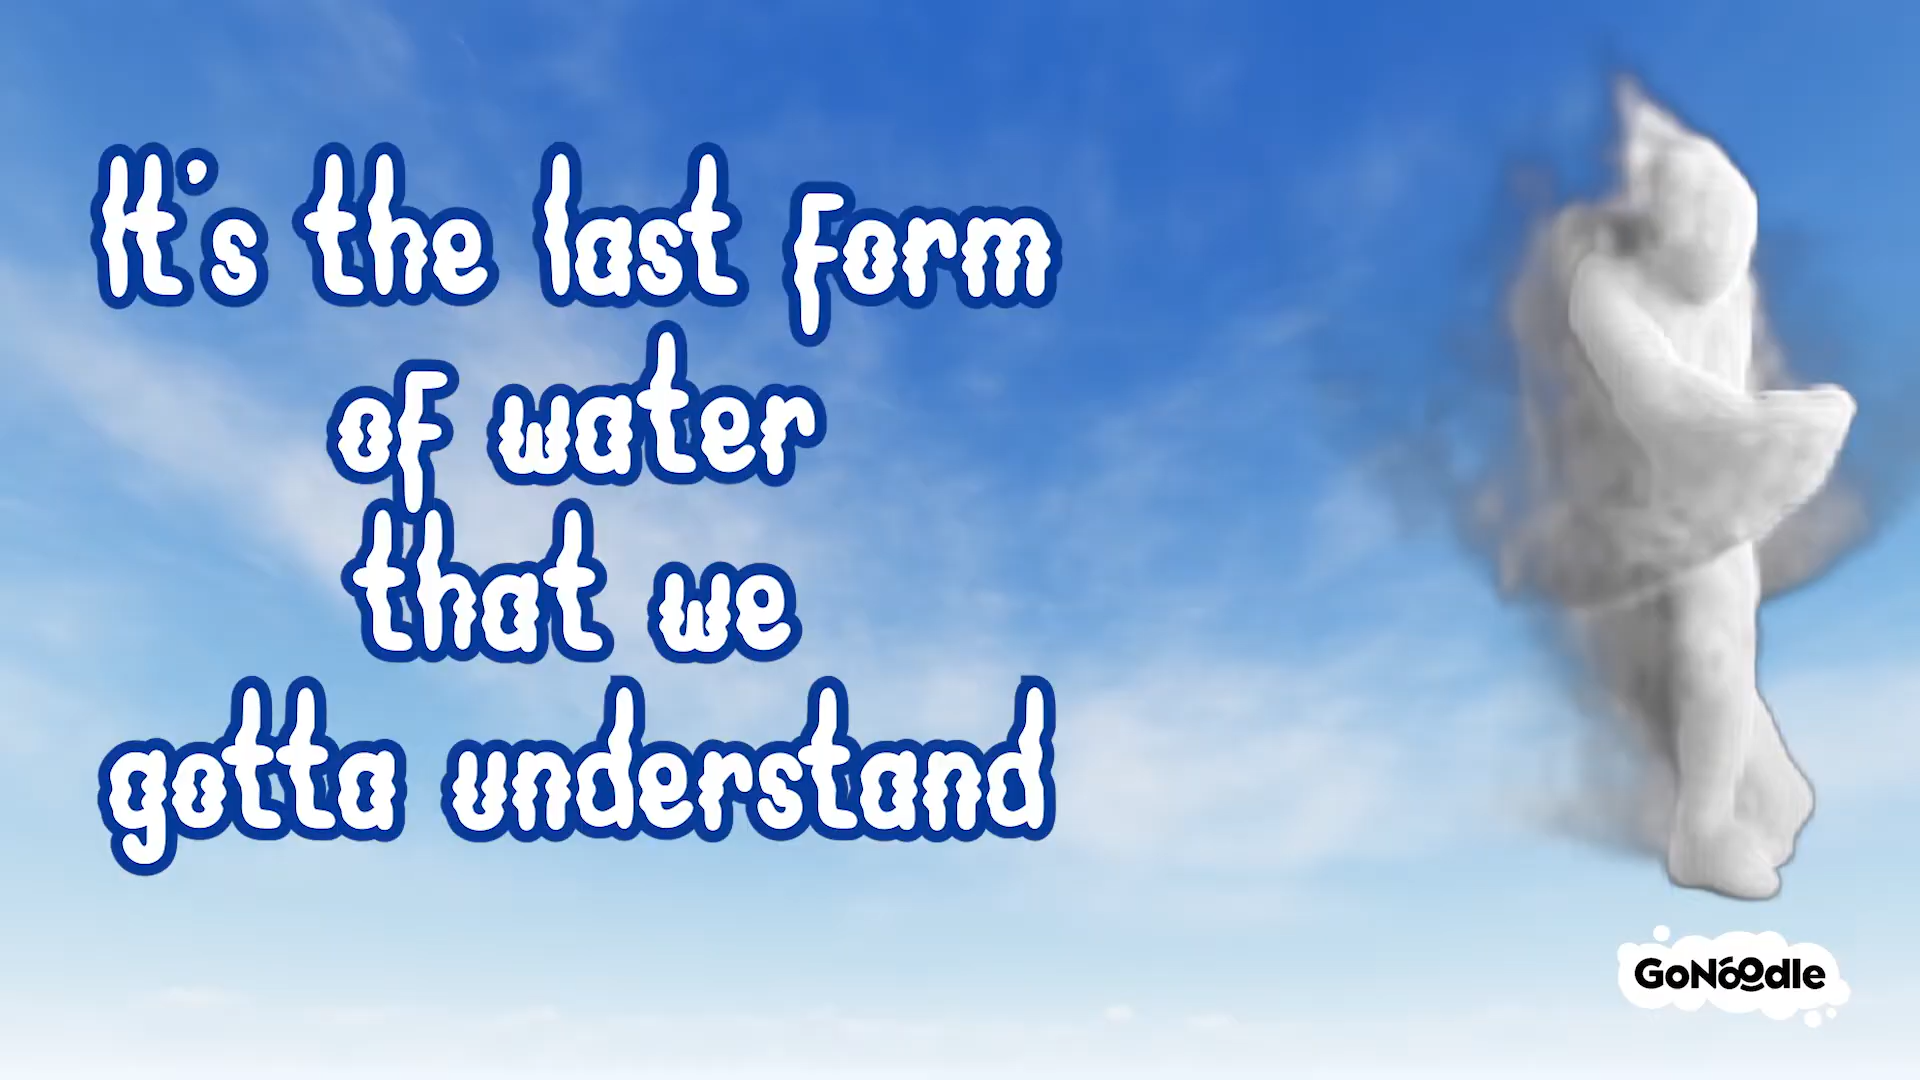 It's the last form
of water
that we
gotta understand
GoNoodle